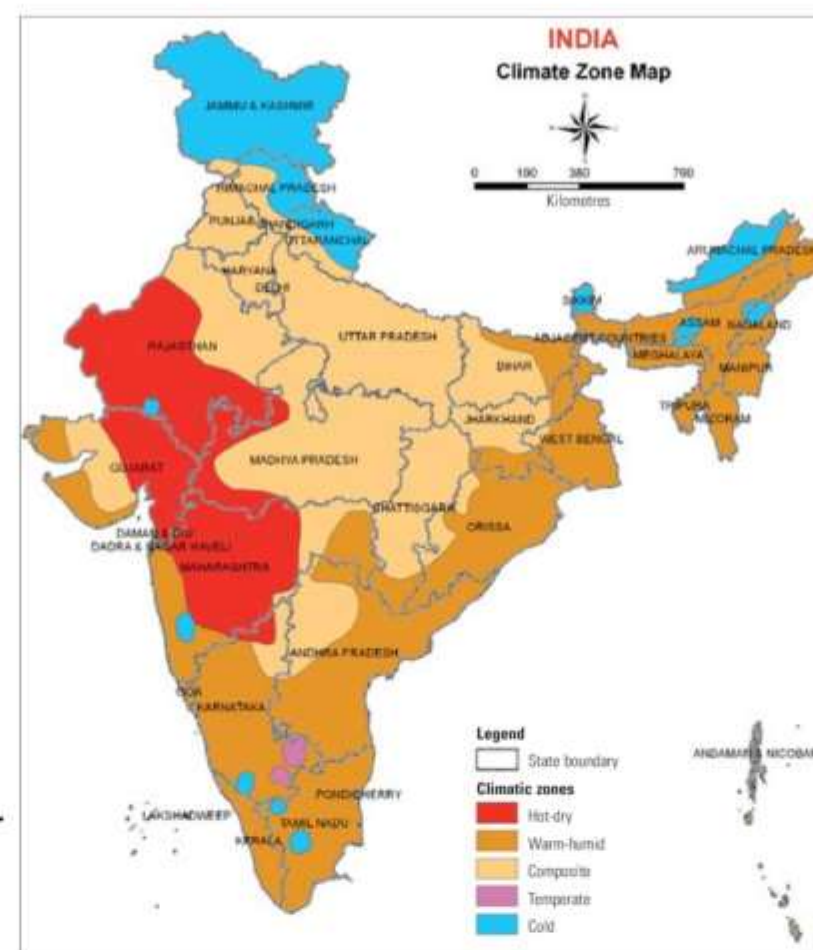 INDIA
Climate Zone Map
0 190 380 760
Kilometres
JAMMU & KASHMIR
HIMACHAL PRADESH
PUNJAB
CHANDIGARH
UTTARANCHAL
HARYANA
DELHI
ARUNACHAL PRADESH
SIKKIM
RAJASTHAN
UTTAR PRADESH
ADJACENT COUNTRIES
ASSAM
NAGALAND
BIHAR
MEGHALAYA
MANIPUR
JHARKHAND
TRIPURA
MIZORAM
WEST BENGAL
GUJARAT
MADHYA PRADESH
CHATTISGARH
ORISSA
DAMAN & DIU
DADRA & NAGAR HAVELI
MAHARASHTRA
ANDHRA PRADESH
GOA
KARNATAKA
Legend
State boundary
ANDAMAN & NICOBAR
Climatic zones
PONDICHERRY
Hot-dry
LAKSHADWEEP
TAMIL NADU
KERALA
Warm-humid
Composite
Temperate
Cold